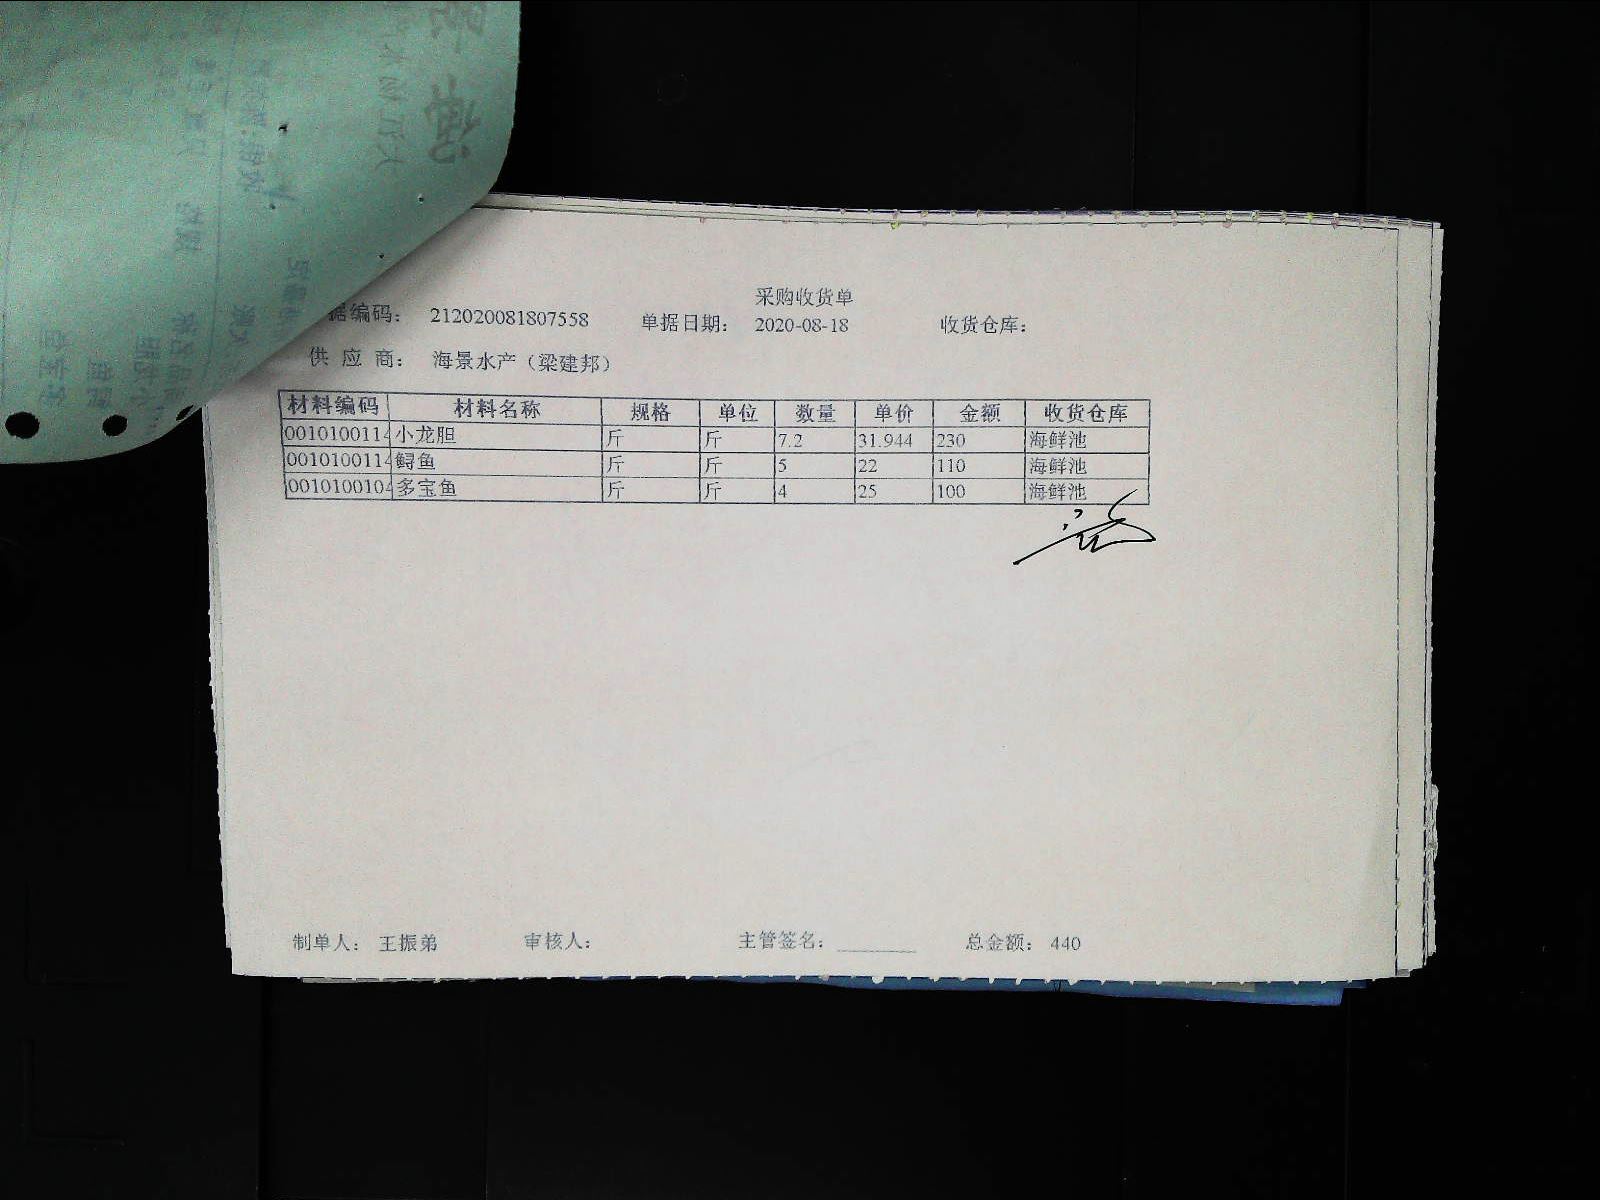 采购收货单
据编码： 212020081807558 单据日期： 2020-08-18 收货仓库：
供 应 商： 海景水产（梁建邦）
材料编码 材料名称 规格 单位 数量 单价 金额 收货仓库
0010100114 小龙胆 斤 斤 7.2 31.944 230 海鲜池
0010100114 鲟鱼 斤 斤 5 22 110 海鲜池
0010100104 多宝鱼 斤 斤 4 25 100 海鲜池
制单人： 王振弟 审核人： 主管签名： 总金额： 440